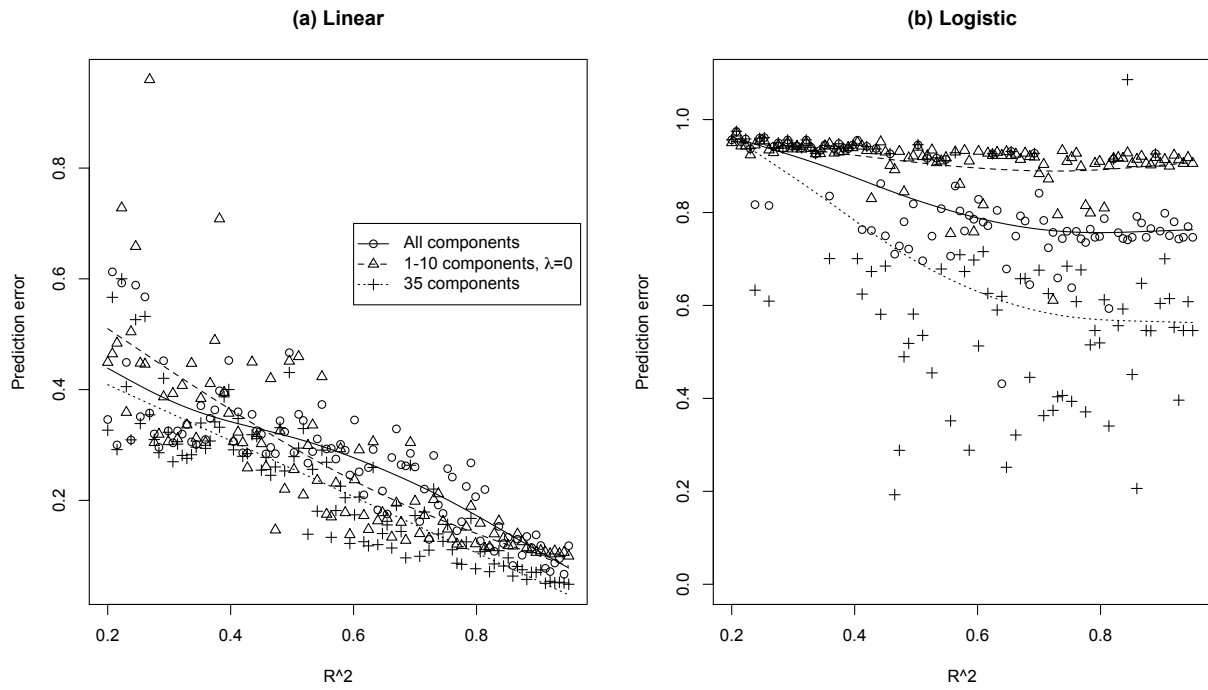 (a) Linear
Prediction error
0.2
0.4
0.6
0.8
All components
1-10 components, λ=0
35 components
0.2 0.4 0.6 0.8
R^2
(b) Logistic
Prediction error
0.0
0.2
0.4
0.6
0.8
1.0
0.2 0.4 0.6 0.8
R^2